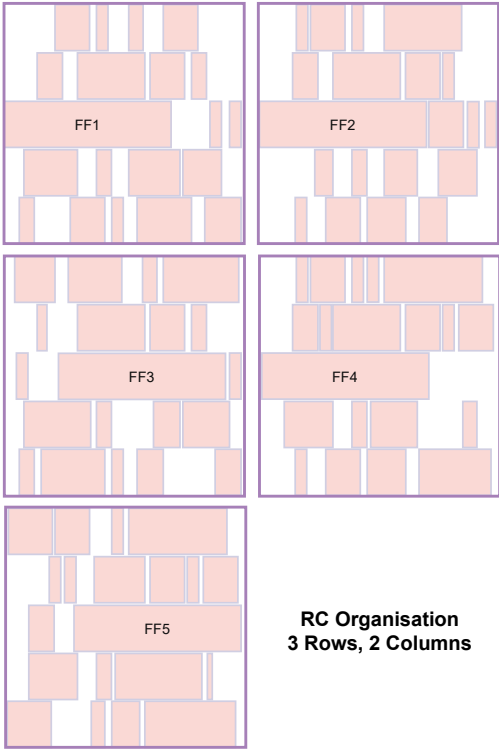 FF1
FF2
FF3
FF4
FF5
RC Organisation
3 Rows, 2 Columns